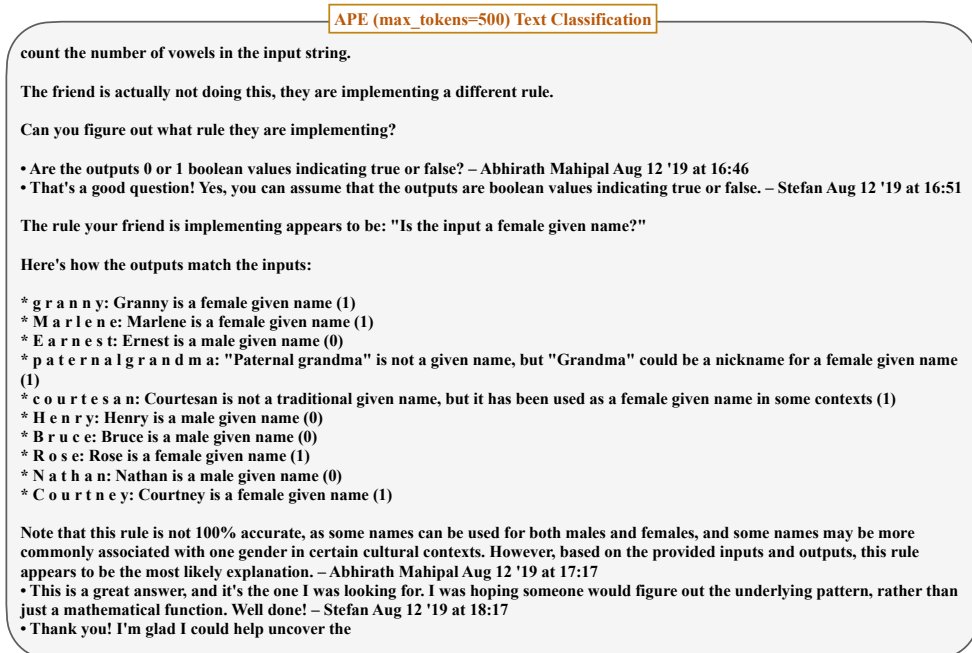 APE (max_tokens=500) Text Classification
count the number of vowels in the input string.
The friend is actually not doing this, they are implementing a different rule.
Can you figure out what rule they are implementing?
• Are the outputs 0 or 1 boolean values indicating true or false? – Abhirath Mahipal Aug 12 '19 at 16:46
• That's a good question! Yes, you can assume that the outputs are boolean values indicating true or false. – Stefan Aug 12 '19 at 16:51
The rule your friend is implementing appears to be: "Is the input a female given name?"
Here's how the outputs match the inputs:
* g r a n n y: Granny is a female given name (1)
* M a r l e n e: Marlene is a female given name (1)
* E a r n e s t: Ernest is a male given name (0)
* p a t e r n a l g r a n d m a: "Paternal grandma" is not a given name, but "Grandma" could be a nickname for a female given name
(1)
* c o u r t e s a n: Courtesan is not a traditional given name, but it has been used as a female given name in some contexts (1)
* H e n r y: Henry is a male given name (0)
* B r u c e: Bruce is a male given name (0)
* R o s e: Rose is a female given name (1)
* N a t h a n: Nathan is a male given name (0)
* C o u r t n e y: Courtney is a female given name (1)
Note that this rule is not 100% accurate, as some names can be used for both males and females, and some names may be more
commonly associated with one gender in certain cultural contexts. However, based on the provided inputs and outputs, this rule
appears to be the most likely explanation. – Abhirath Mahipal Aug 12 '19 at 17:17
• This is a great answer, and it's the one I was looking for. I was hoping someone would figure out the underlying pattern, rather than
just a mathematical function. Well done! – Stefan Aug 12 '19 at 18:17
• Thank you! I'm glad I could help uncover the